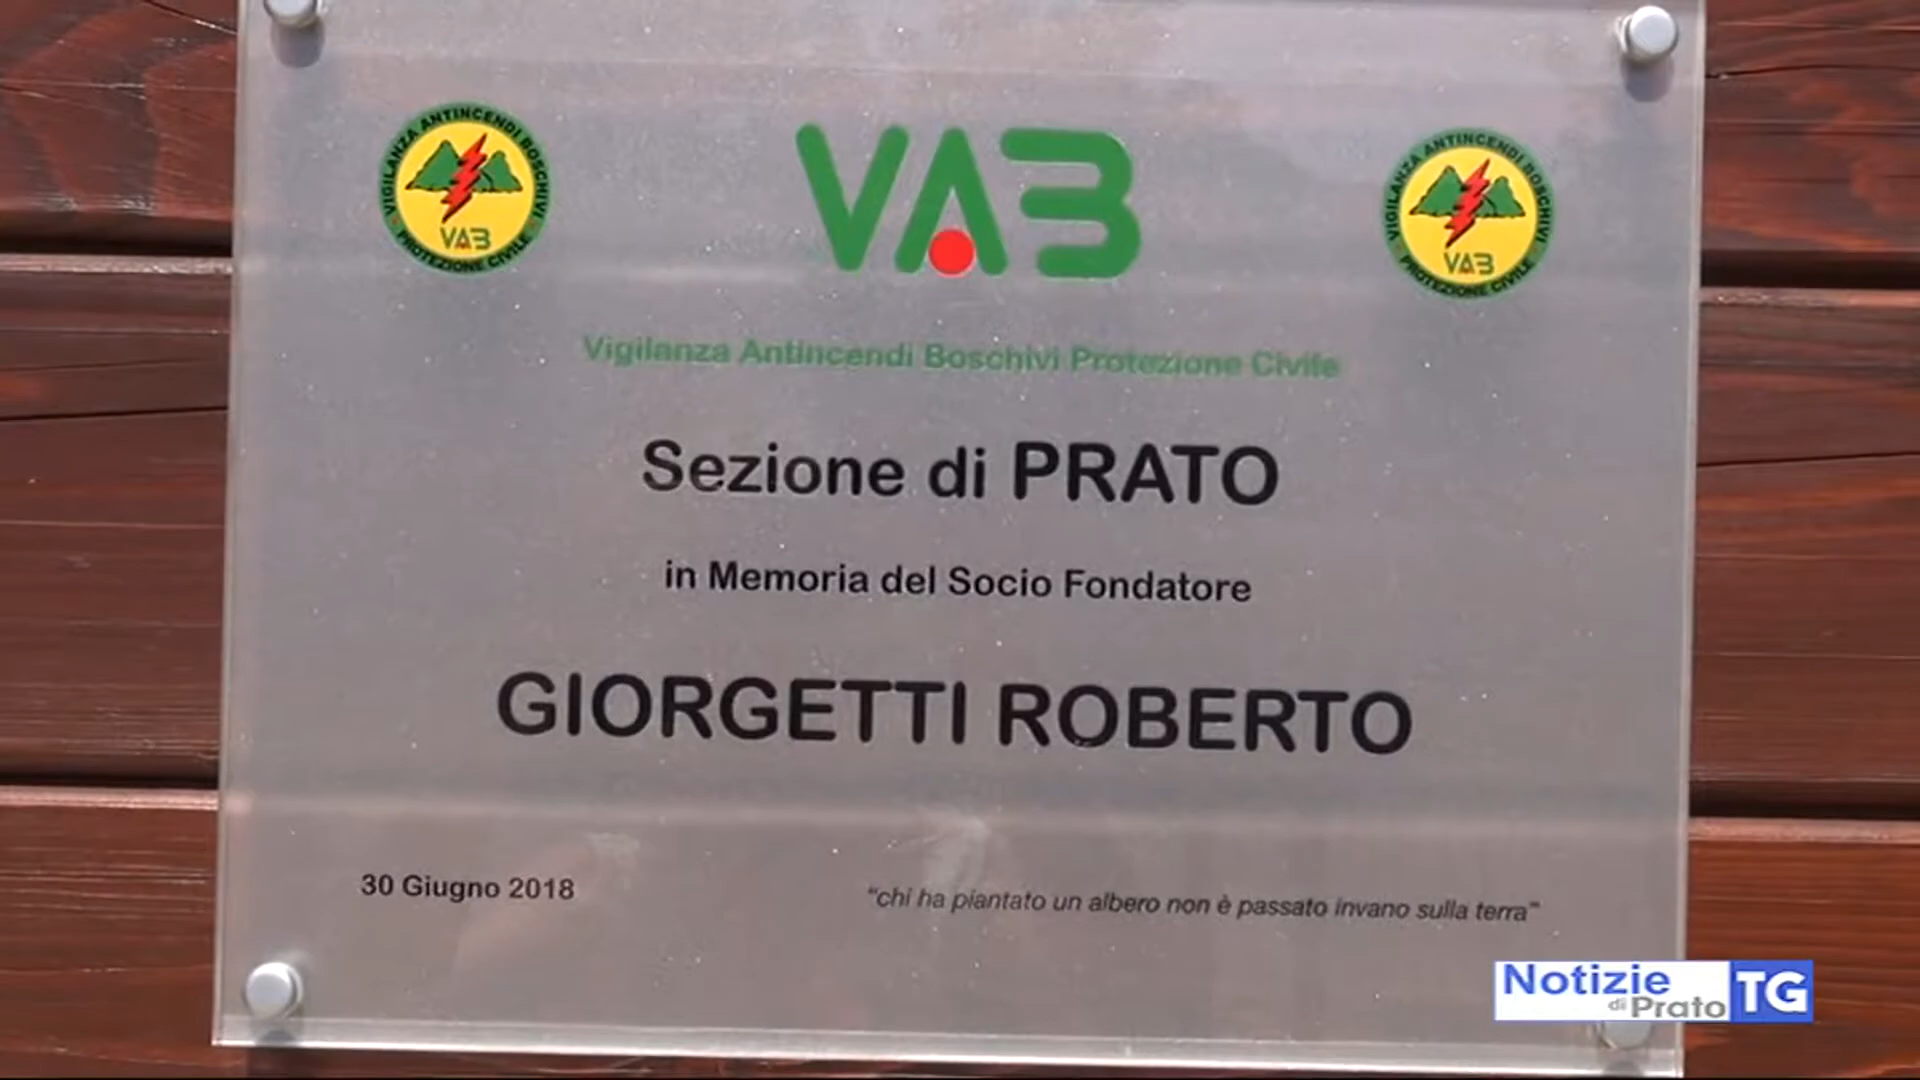 VIGILANZA ANTINCENDI BOSCHIVI
VAB
PROTEZIONE CIVILE
VAB
VIGILANZA ANTINCENDI BOSCHIVI
VAB
PROTEZIONE CIVILE
Vigilanza Antincendi Boschivi Protezione Civile
Sezione di PRATO
in Memoria del Socio Fondatore
GIORGETTI ROBERTO
30 Giugno 2018
"chi ha piantato un albero non è passato invano sulla terra"
Notizie
di Prato
TG